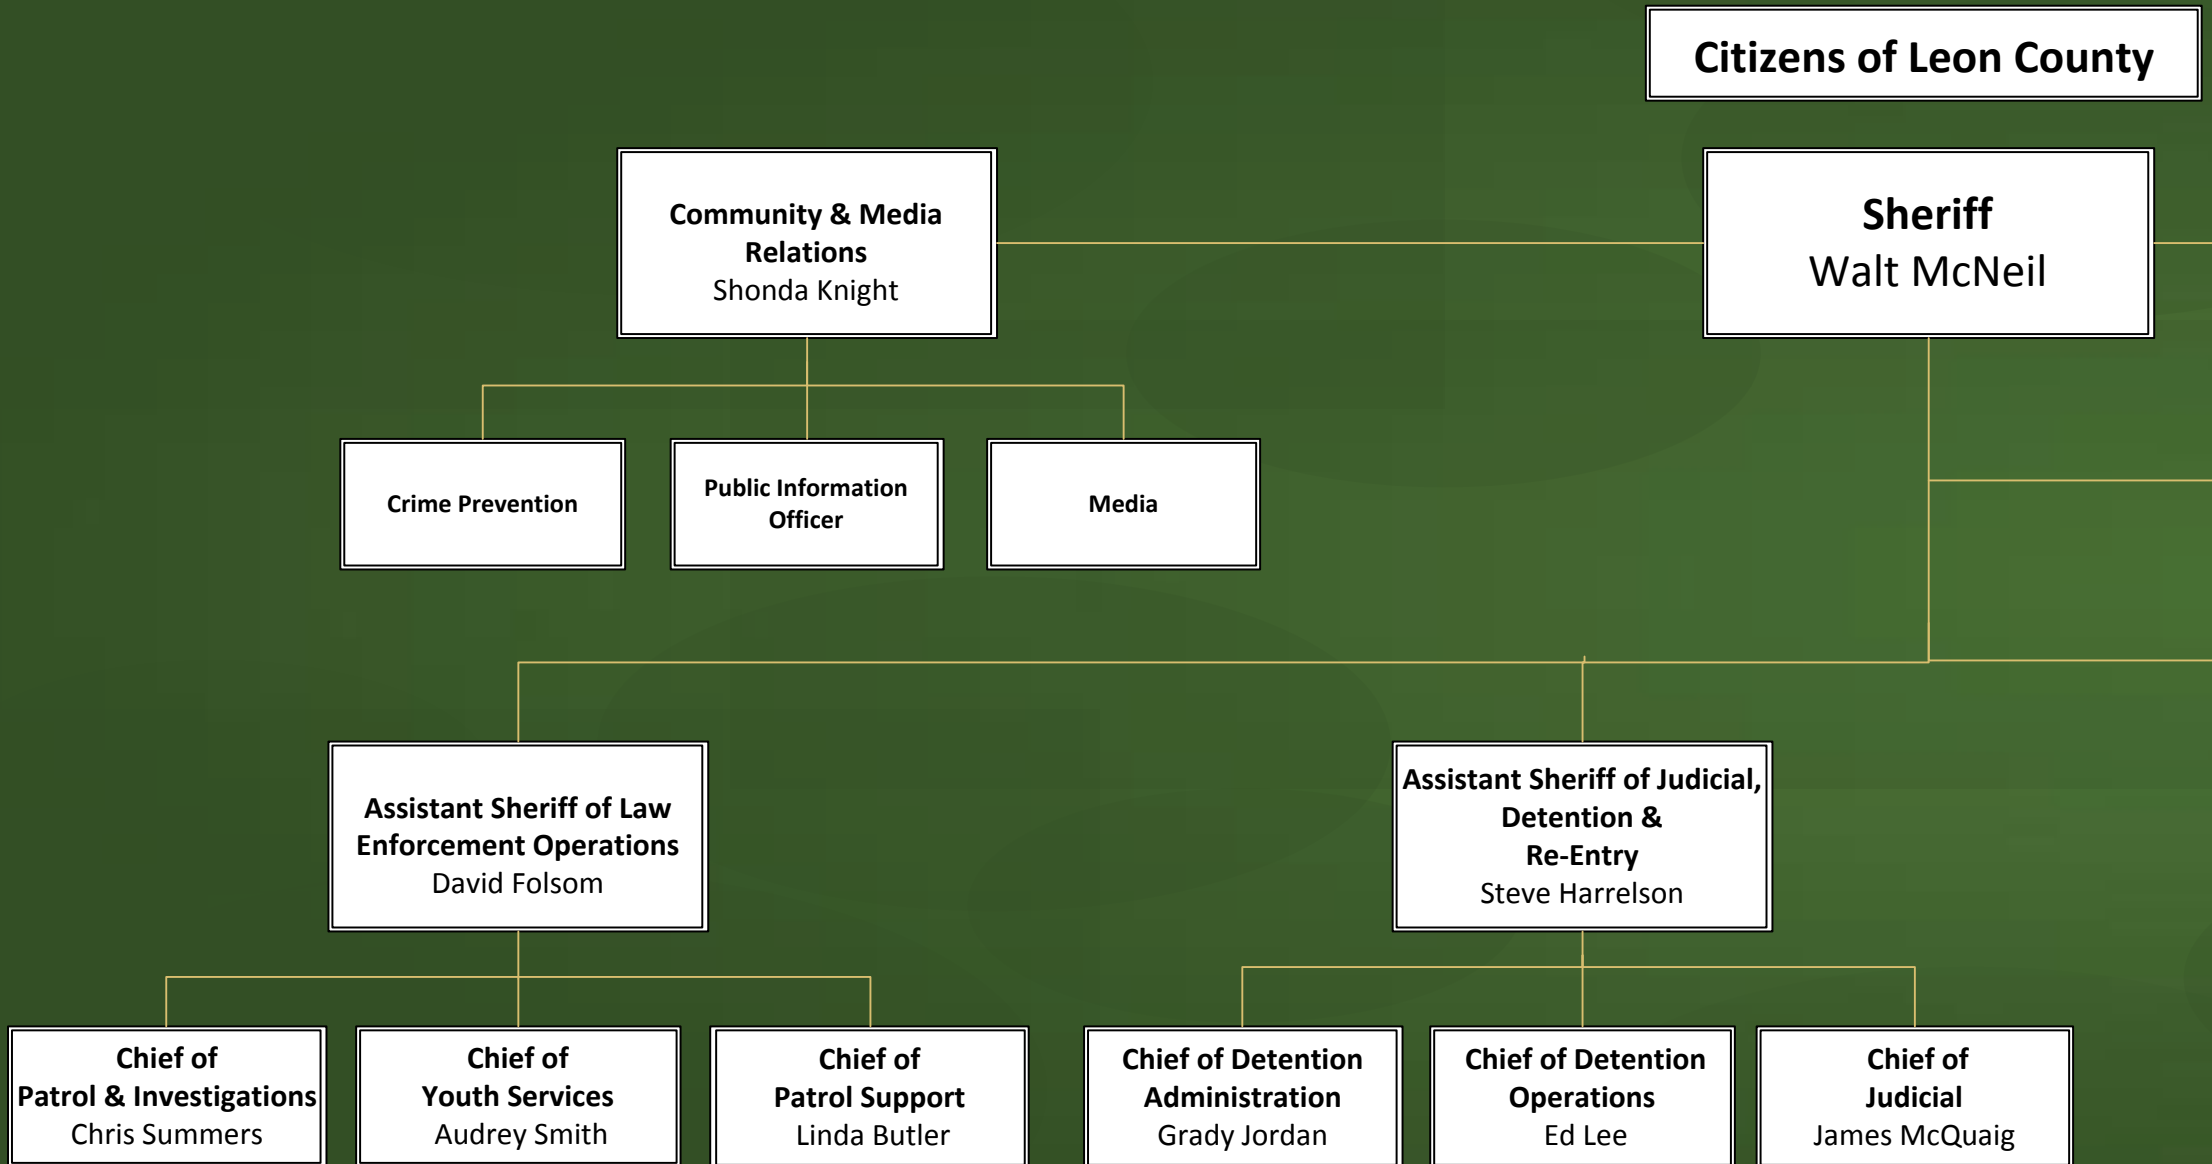 Citizens of Leon County
Community & Media
Relations
Shonda Knight
Sheriff
Walt McNeil
Crime Prevention
Public Information
Officer
Media
Assistant Sheriff of Law
Enforcement Operations
David Folsom
Assistant Sheriff of Judicial,
Detention &
Re-Entry
Steve Harrelson
Chief of
Patrol & Investigations
Chris Summers
Chief of
Youth Services
Audrey Smith
Chief of
Patrol Support
Linda Butler
Chief of Detention
Administration
Grady Jordan
Chief of Detention
Operations
Ed Lee
Chief of
Judicial
James McQuaig